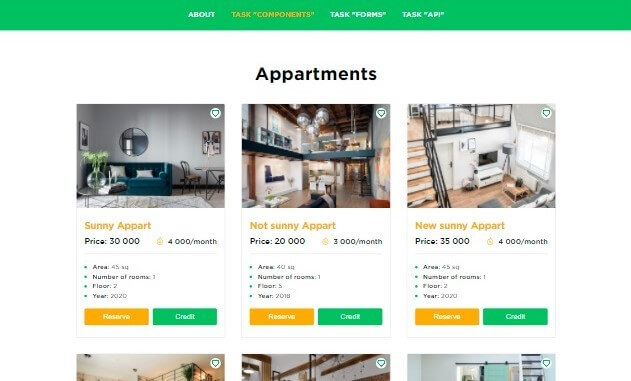 ABOUT TASK "COMPONENTS" TASK "FORMS" TASK "API"
Appartments
Sunny Appart
Price: 30 000 4 000/month
Area: 45 sq
Number of rooms: 1
Floor: 2
Year: 2020
Reserve Credit
Not sunny Appart
Price: 20 000 3 000/month
Area: 40 sq
Number of rooms: 1
Floor: 5
Year: 2018
Reserve Credit
New sunny Appart
Price: 35 000 4 000/month
Area: 45 sq
Number of rooms: 1
Floor: 2
Year: 2020
Reserve Credit